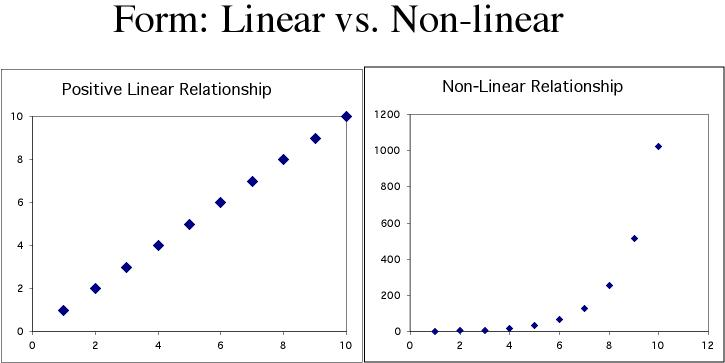 Form: Linear vs. Non-linear
Positive Linear Relationship
10
8
6
4
2
0
0 2 4 6 8 10
Non-Linear Relationship
1200
1000
800
600
400
200
0
0 2 4 6 8 10 12